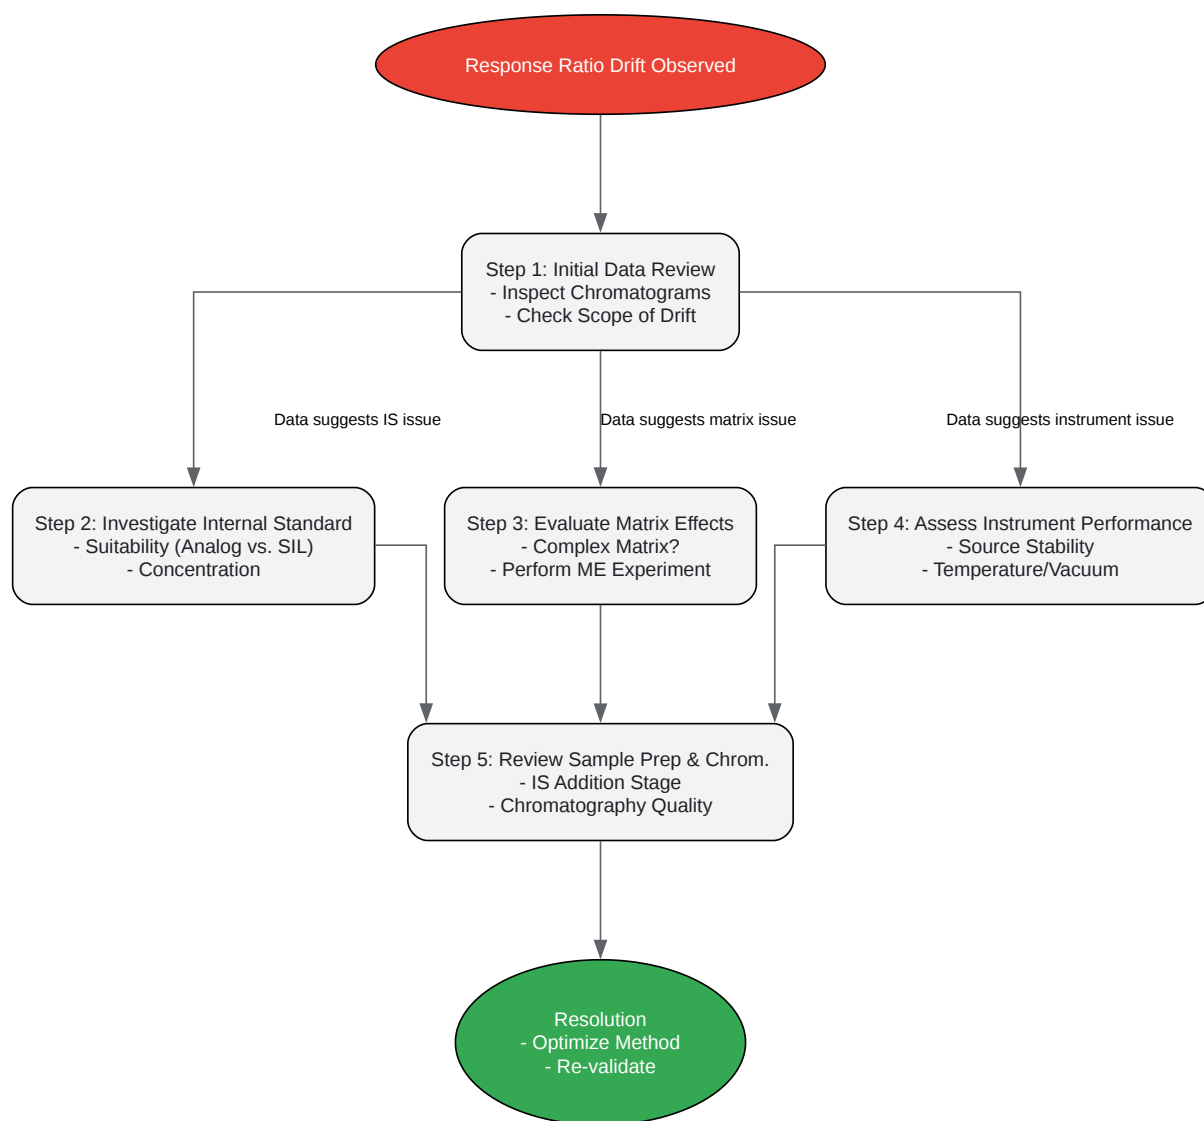 Response Ratio Drift Observed
Step 1: Initial Data Review
- Inspect Chromatograms
- Check Scope of Drift
Data suggests IS issue
Data suggests matrix issue
Data suggests instrument issue
Step 2: Investigate Internal Standard
- Suitability (Analog vs. SIL)
- Concentration
Step 3: Evaluate Matrix Effects
- Complex Matrix?
- Perform ME Experiment
Step 4: Assess Instrument Performance
- Source Stability
- Temperature/Vacuum
Step 5: Review Sample Prep & Chrom.
- IS Addition Stage
- Chromatography Quality
Resolution
- Optimize Method
- Re-validate